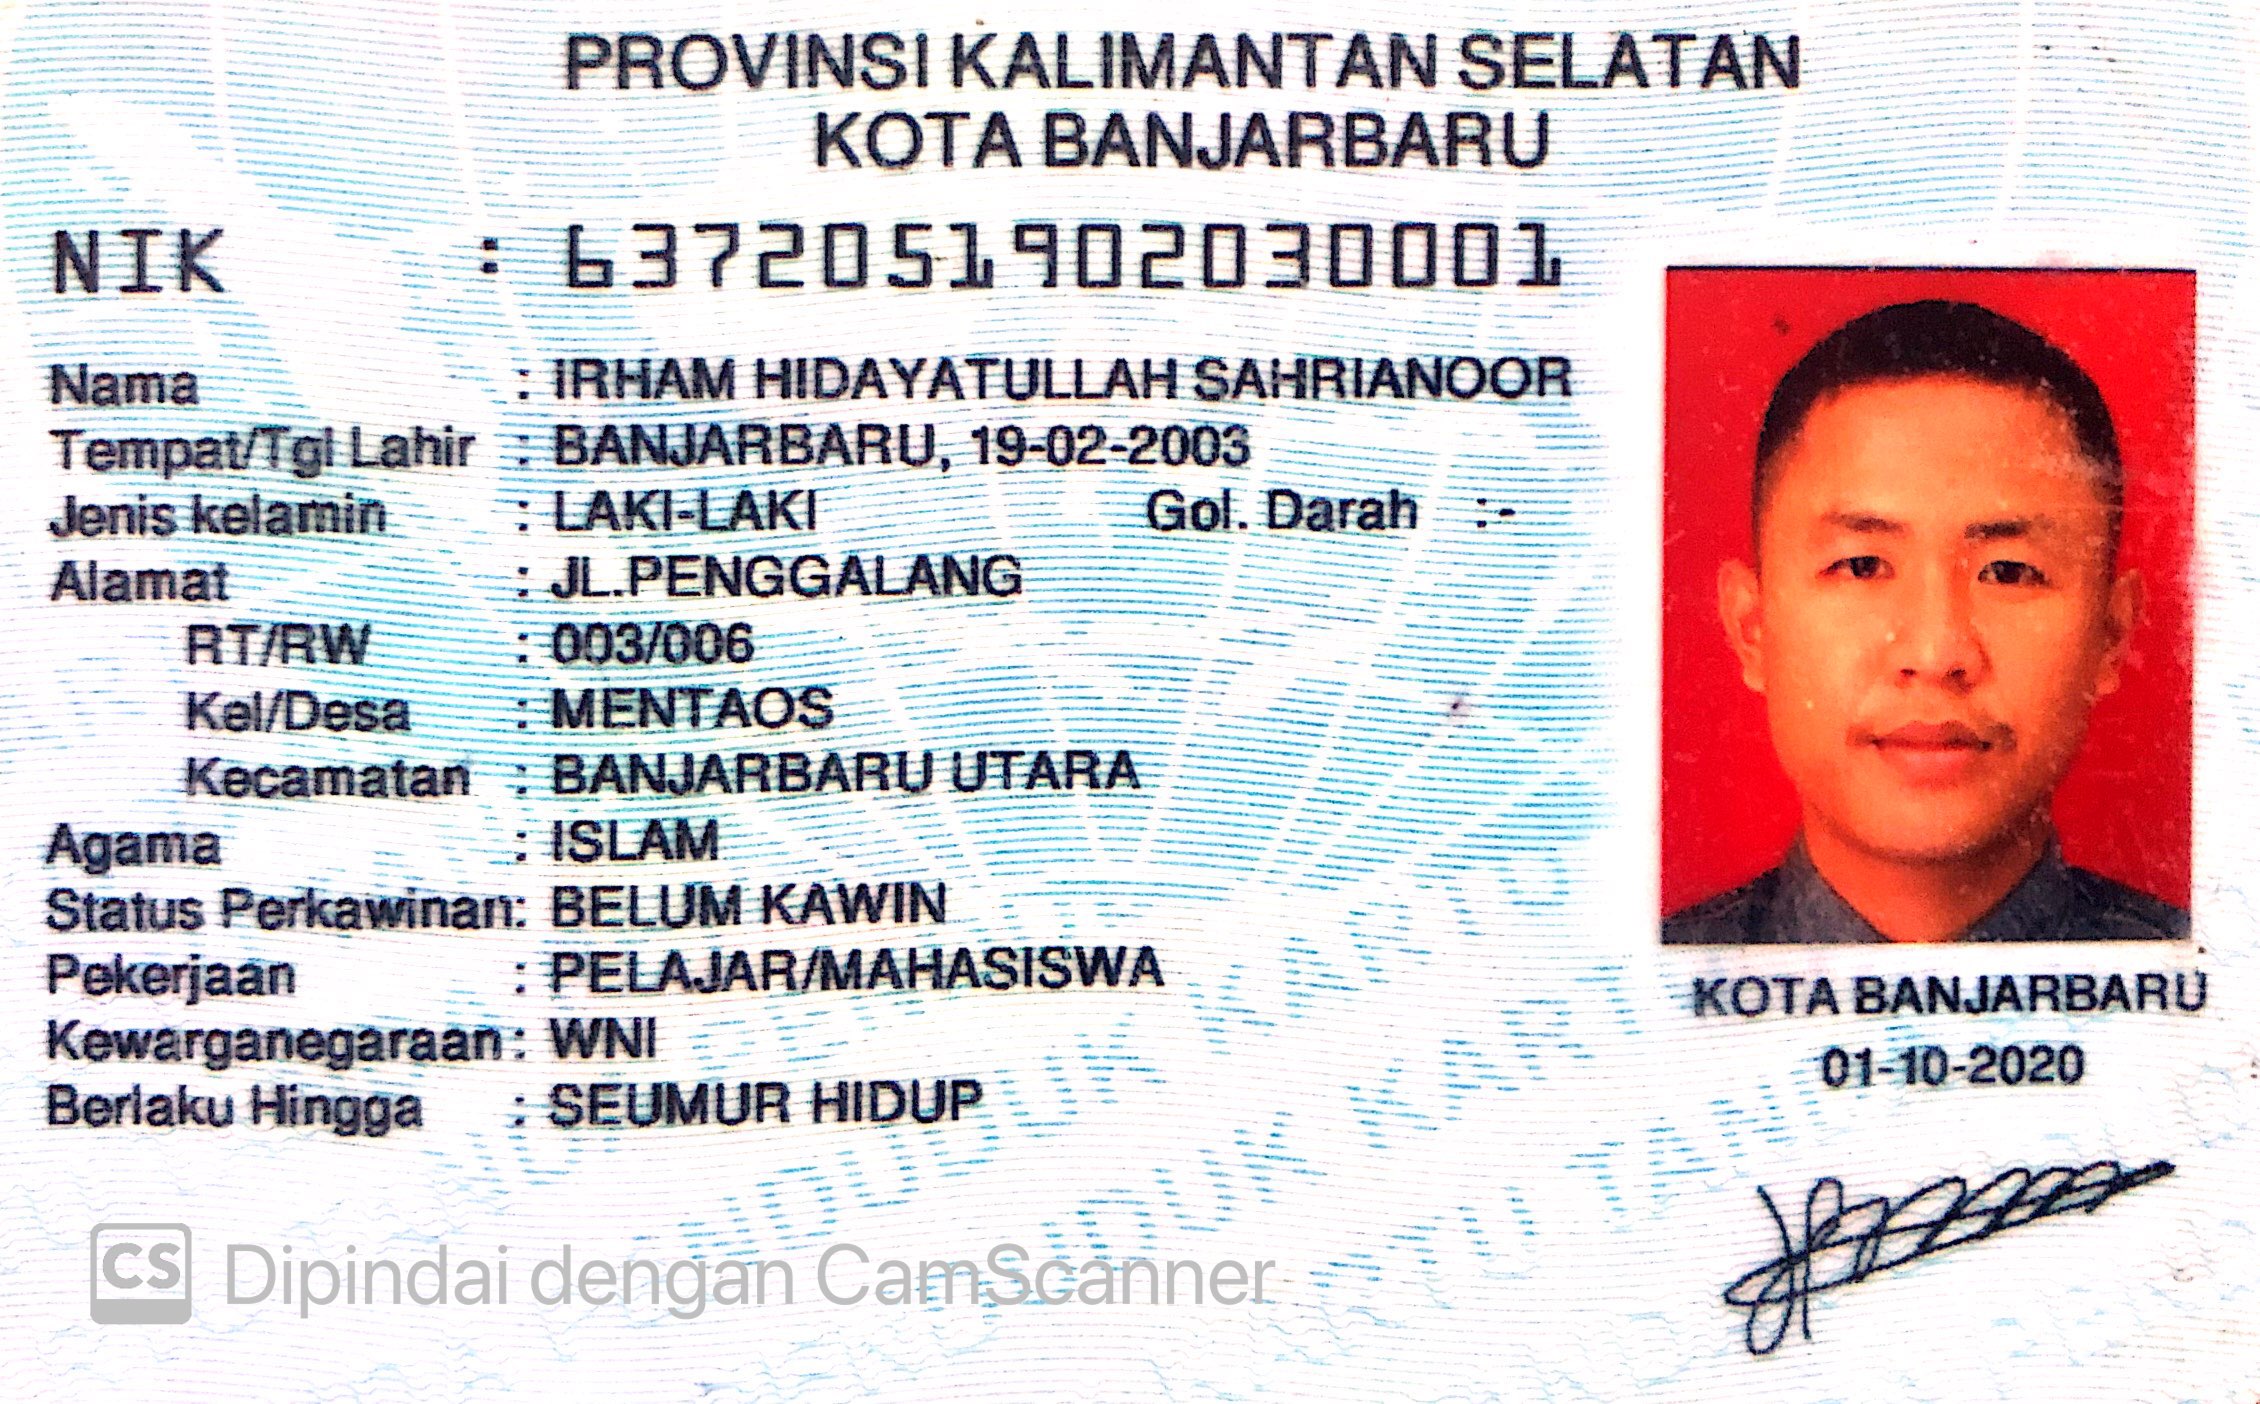 PROVINSI KALIMANTAN SELATAN
KOTA BANJARBARU
NIK : 6372051902030001
Nama : IRHAM HIDAYATULLAH SAHRIANOOR
Tempat/Tgl Lahir : BANJARBARU, 19-02-2003
Jenis kelamin : LAKI-LAKI Gol. Darah :-
Alamat : JL.PENGGALANG
RT/RW : 003/006
Kel/Desa : MENTAOS
Kecamatan : BANJARBARU UTARA
Agama : ISLAM
Status Perkawinan: BELUM KAWIN
Pekerjaan : PELAJAR/MAHASISWA
Kewarganegaraan: WNI
Berlaku Hingga : SEUMUR HIDUP
KOTA BANJARBARU
01-10-2020
CS Dipindai dengan CamScanner